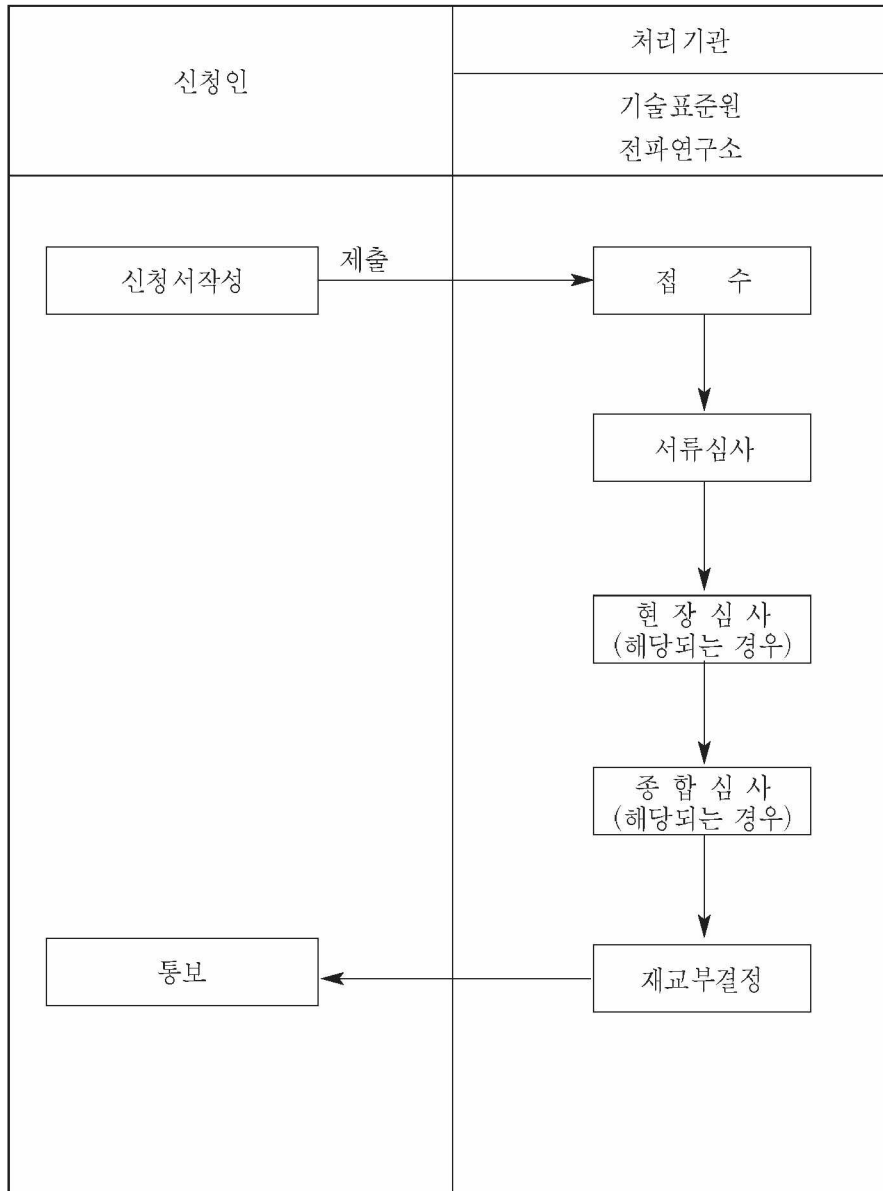 신청인
처리기관
기술표준원
전파연구소
신청서작성
제출
접 수
서류심사
현 장 심 사
(해당되는 경우)
종 합 심 사
(해당되는 경우)
재교부결정
통보